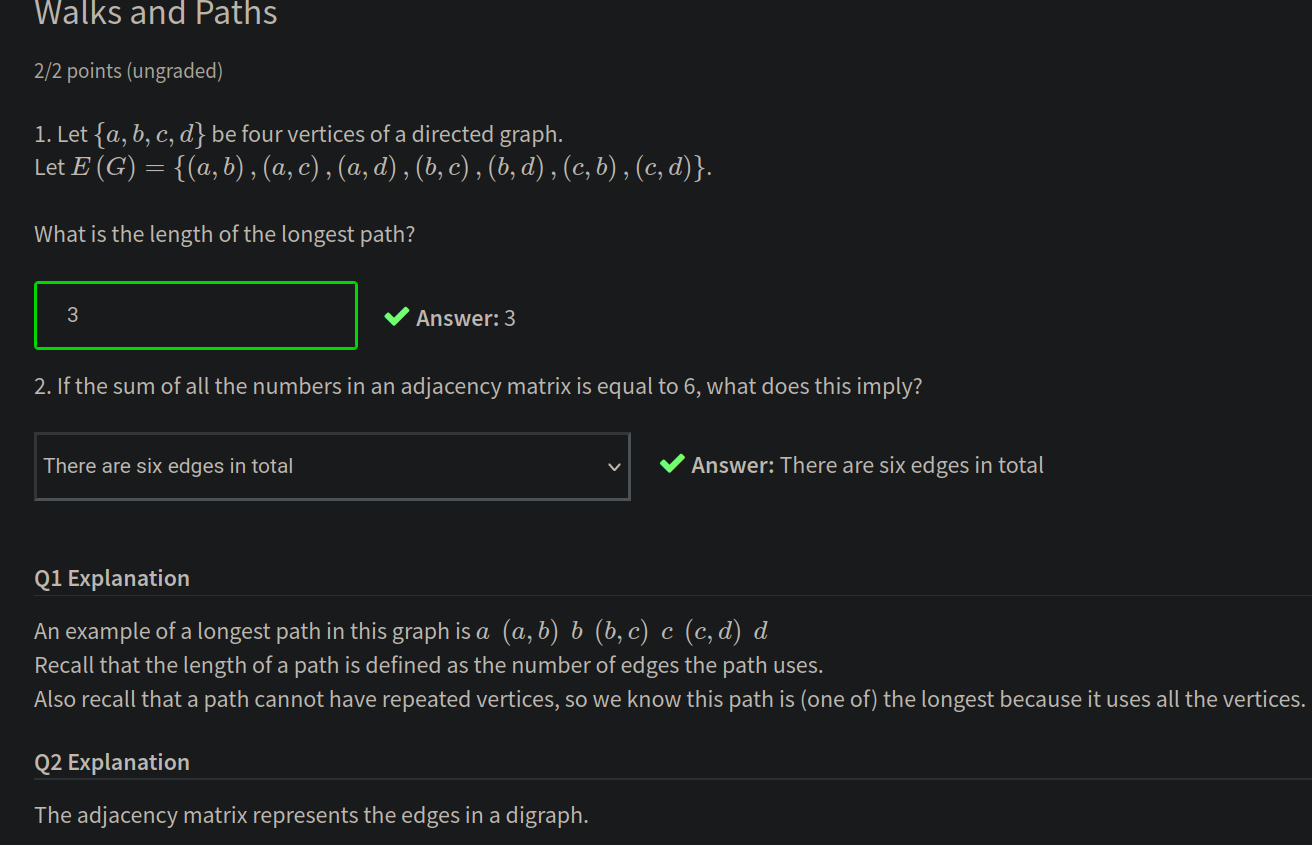 Walks and Paths
2/2 points (ungraded)
1. Let {a, b, c, d} be four vertices of a directed graph.
Let E (G) = {(a, b) , (a, c) , (a, d) , (b, c) , (b, d) , (c, b) , (c, d)}.
What is the length of the longest path?
3
Answer: 3
2. If the sum of all the numbers in an adjacency matrix is equal to 6, what does this imply?
There are six edges in total
Answer: There are six edges in total
Q1 Explanation
An example of a longest path in this graph is a (a, b) b (b, c) c (c, d) d
Recall that the length of a path is defined as the number of edges the path uses.
Also recall that a path cannot have repeated vertices, so we know this path is (one of) the longest because it uses all the vertices.
Q2 Explanation
The adjacency matrix represents the edges in a digraph.